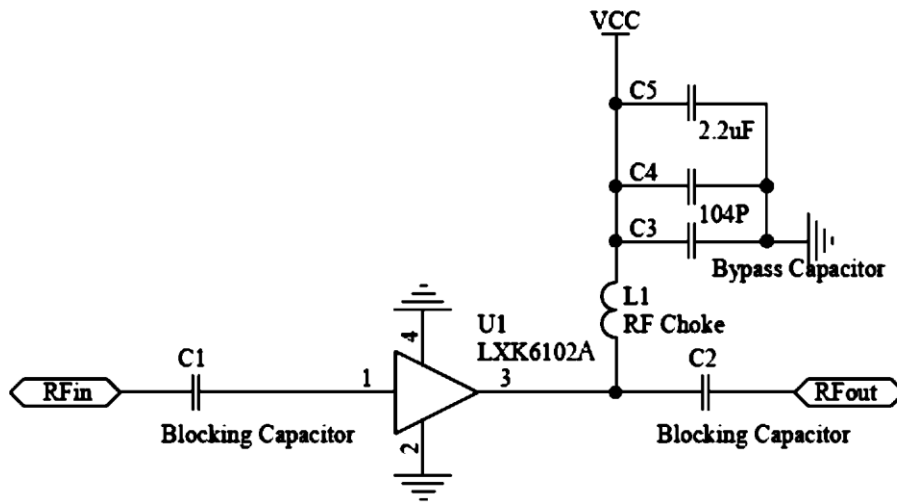 VCC
C5
2.2uF
C4
104P
C3
Bypass Capacitor
L1
RF Choke
U1
LXK6102A
4
C1
C2
RFin
1
3
RFout
2
Blocking Capacitor
Blocking Capacitor